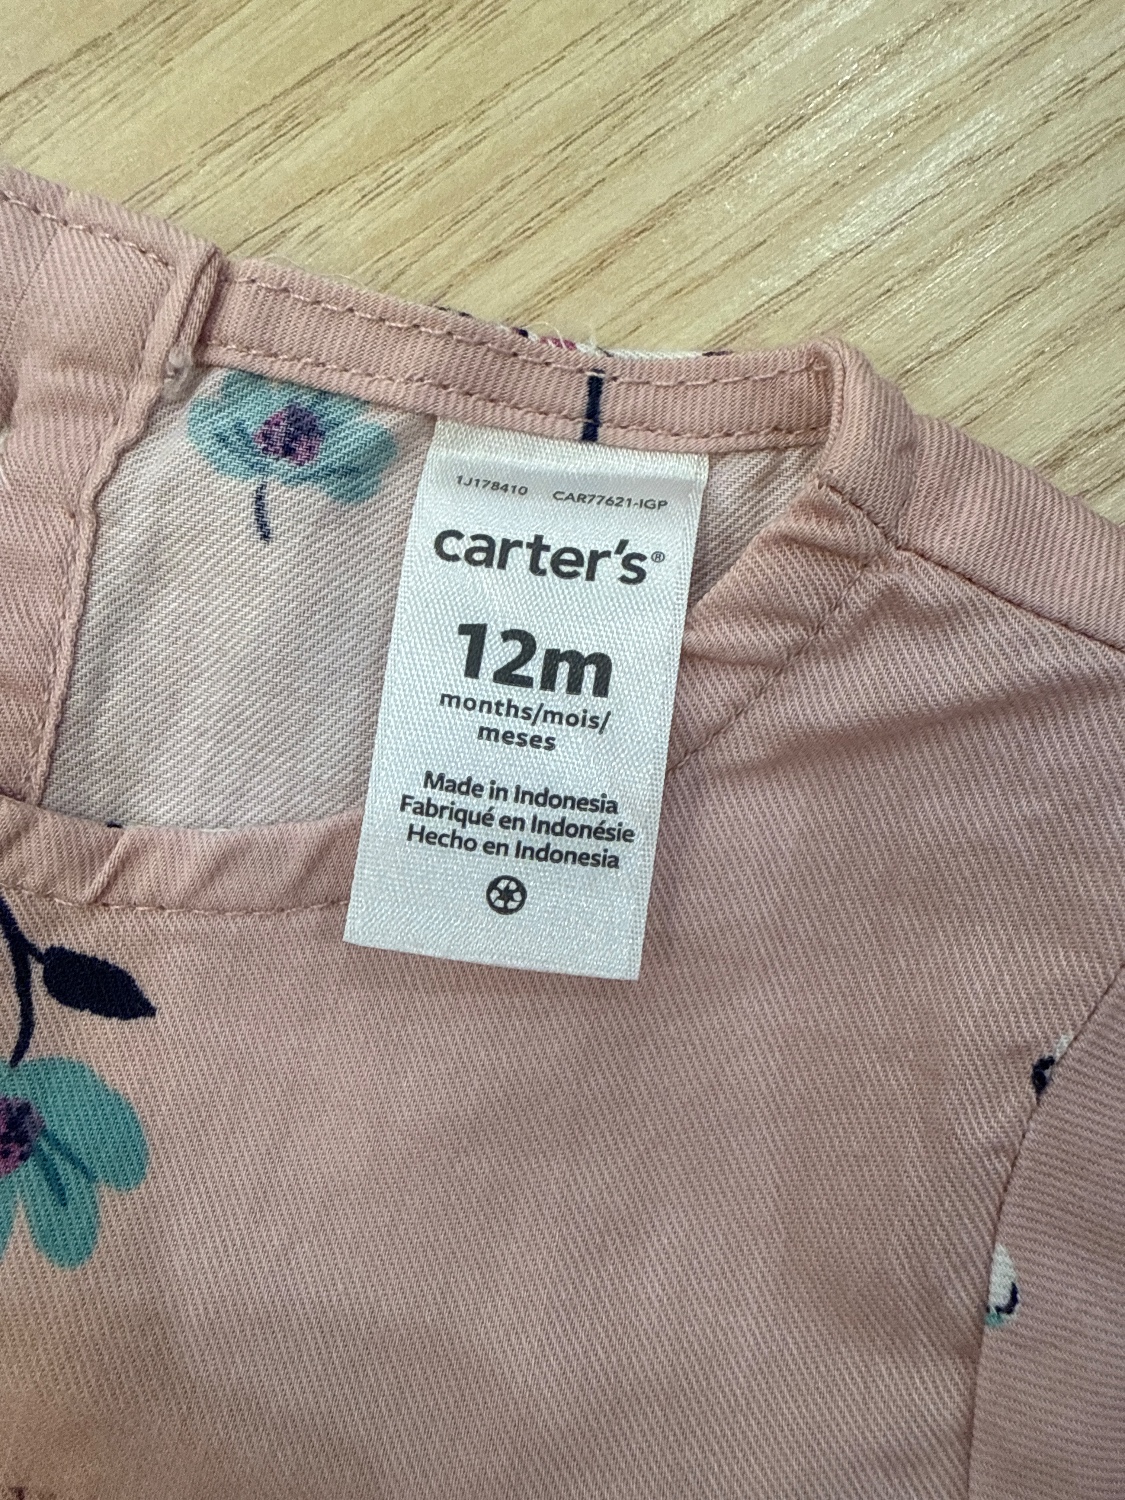 1J178410 CAR77621-IGP
carter's®
12m
months/mois/
meses
Made in Indonesia
Fabriqué en Indonésie
Hecho en Indonesia